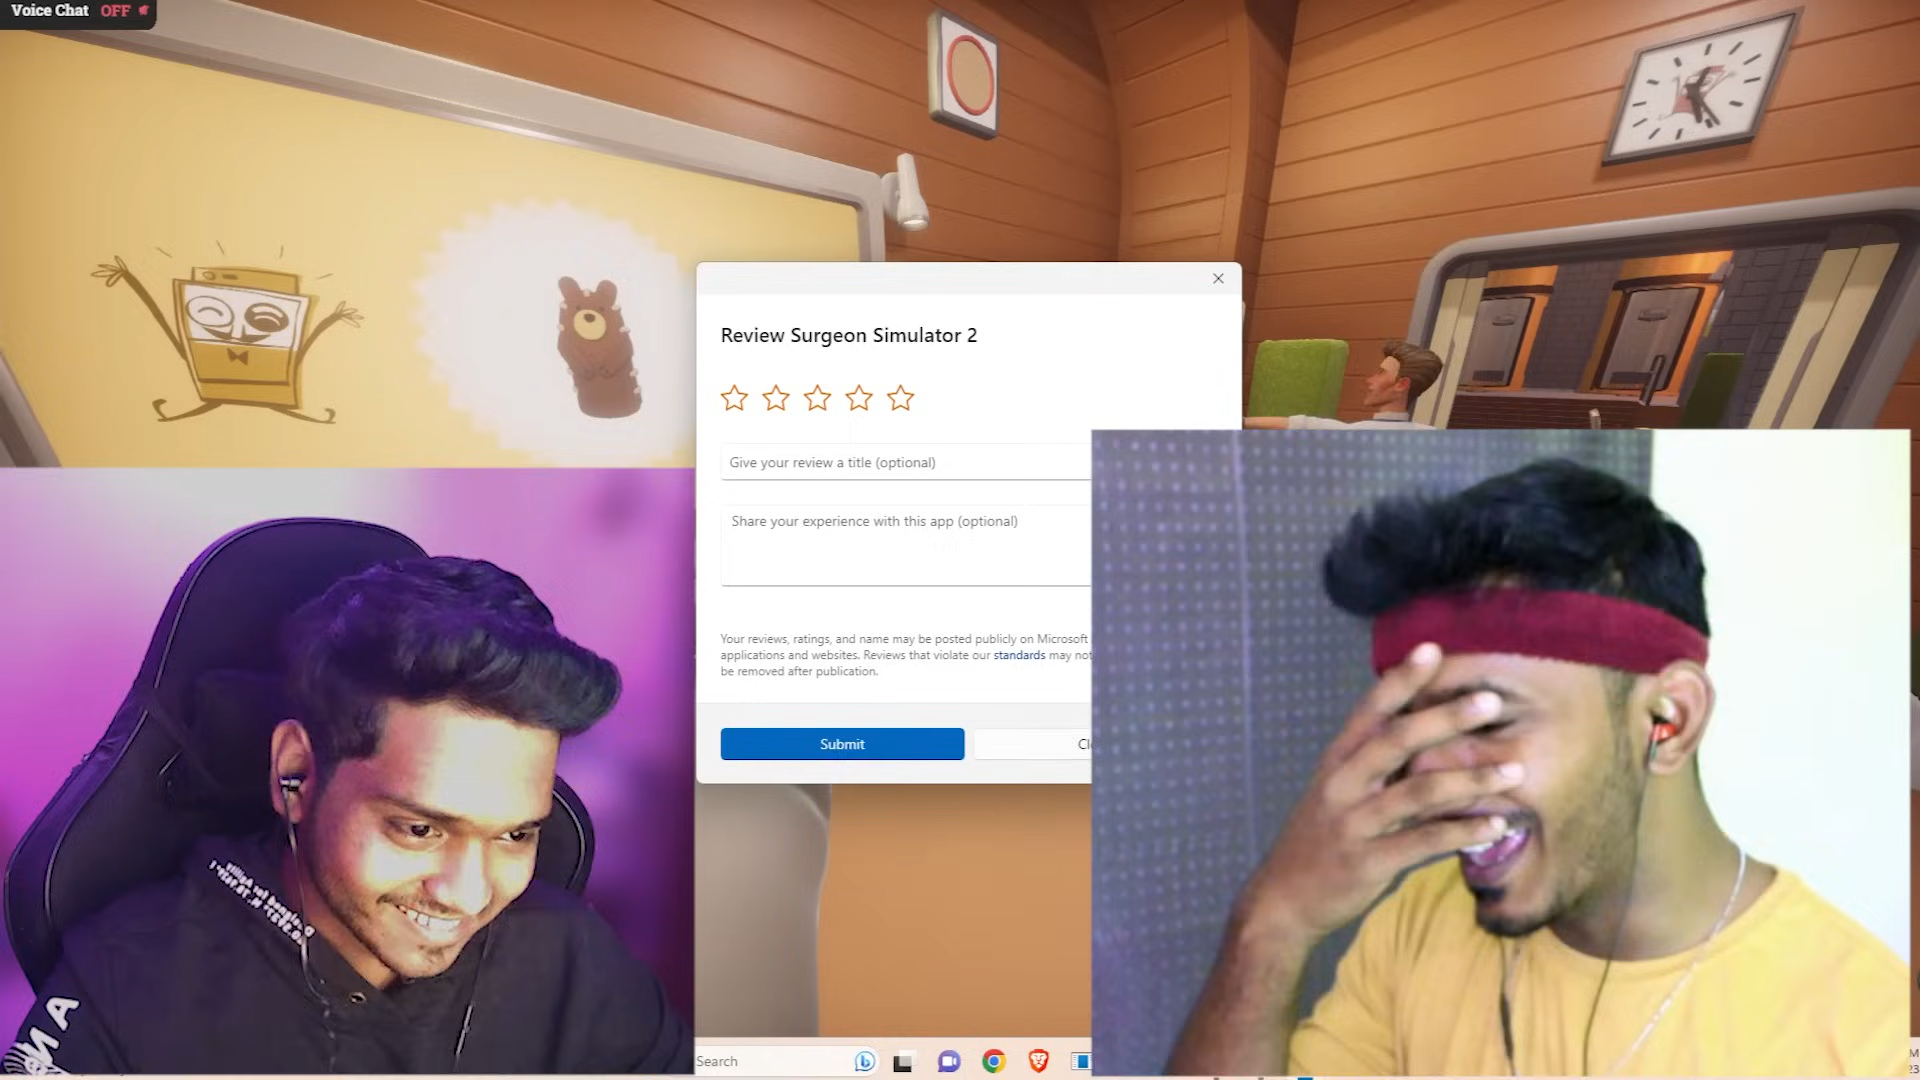 Voice Chat OFF
Review Surgeon Simulator 2
Give your review a title (optional)
Share your experience with this app (optional)
Your reviews, ratings, and name may be posted publicly on Microsoft
applications and websites. Reviews that violate our standards may not
be removed after publication.
Submit
Search